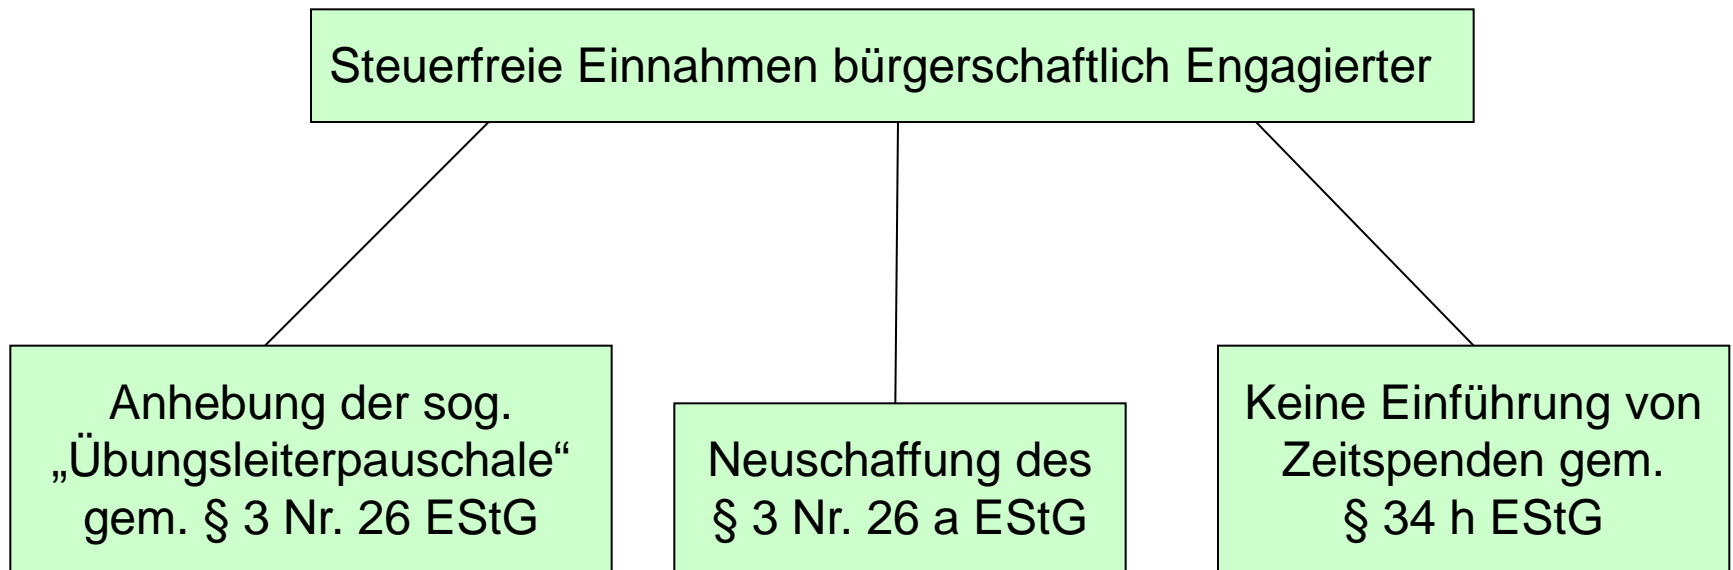 Steuerfreie Einnahmen bürgerschaftlich Engagierter
Anhebung der sog.
„Übungsleiterpauschale“
gem. § 3 Nr. 26 EStG
Neuschaffung des
§ 3 Nr. 26 a EStG
Keine Einführung von
Zeitspenden gem.
§ 34 h EStG